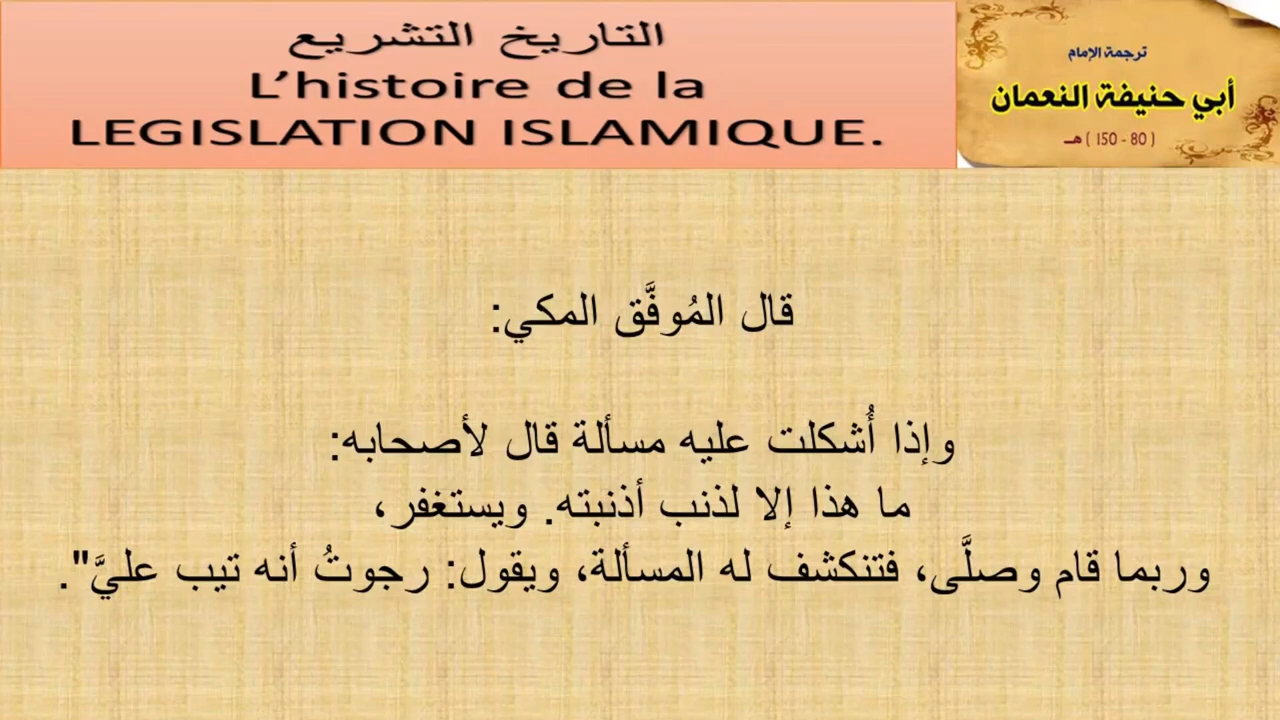 التاريخ التشريع
L’histoire de la
LEGISLATION ISLAMIQUE.
ترجمة الإمام
أبي حنيفة النعمان
( 80 - 150 ) هـ
قال المُوفَّق المكي:
وإذا أُشكلت عليه مسألة قال لأصحابه:
ما هذا إلا لذنب أذنبته. ويستغفر،
وربما قام وصلَّى، فتنكشف له المسألة، ويقول: رجوتُ أنه تيب عليَّ".